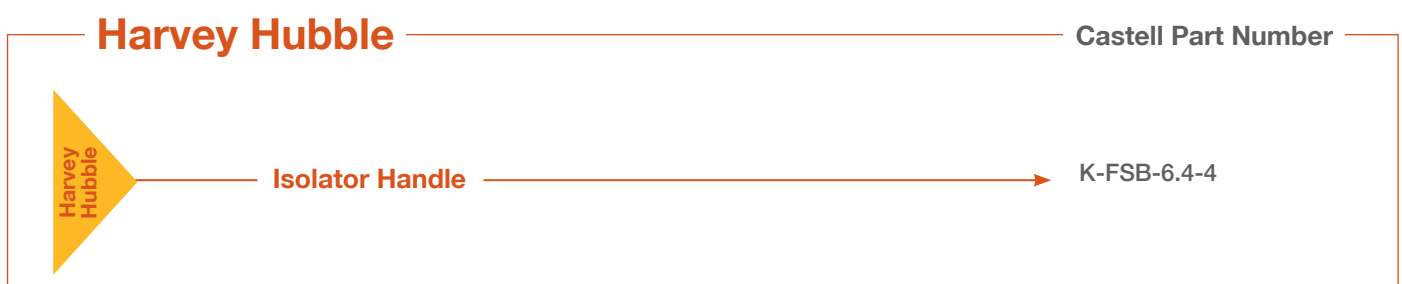 Harvey Hubble
Castell Part Number
Harvey
Hubble
Isolator Handle
K-FSB-6.4-4